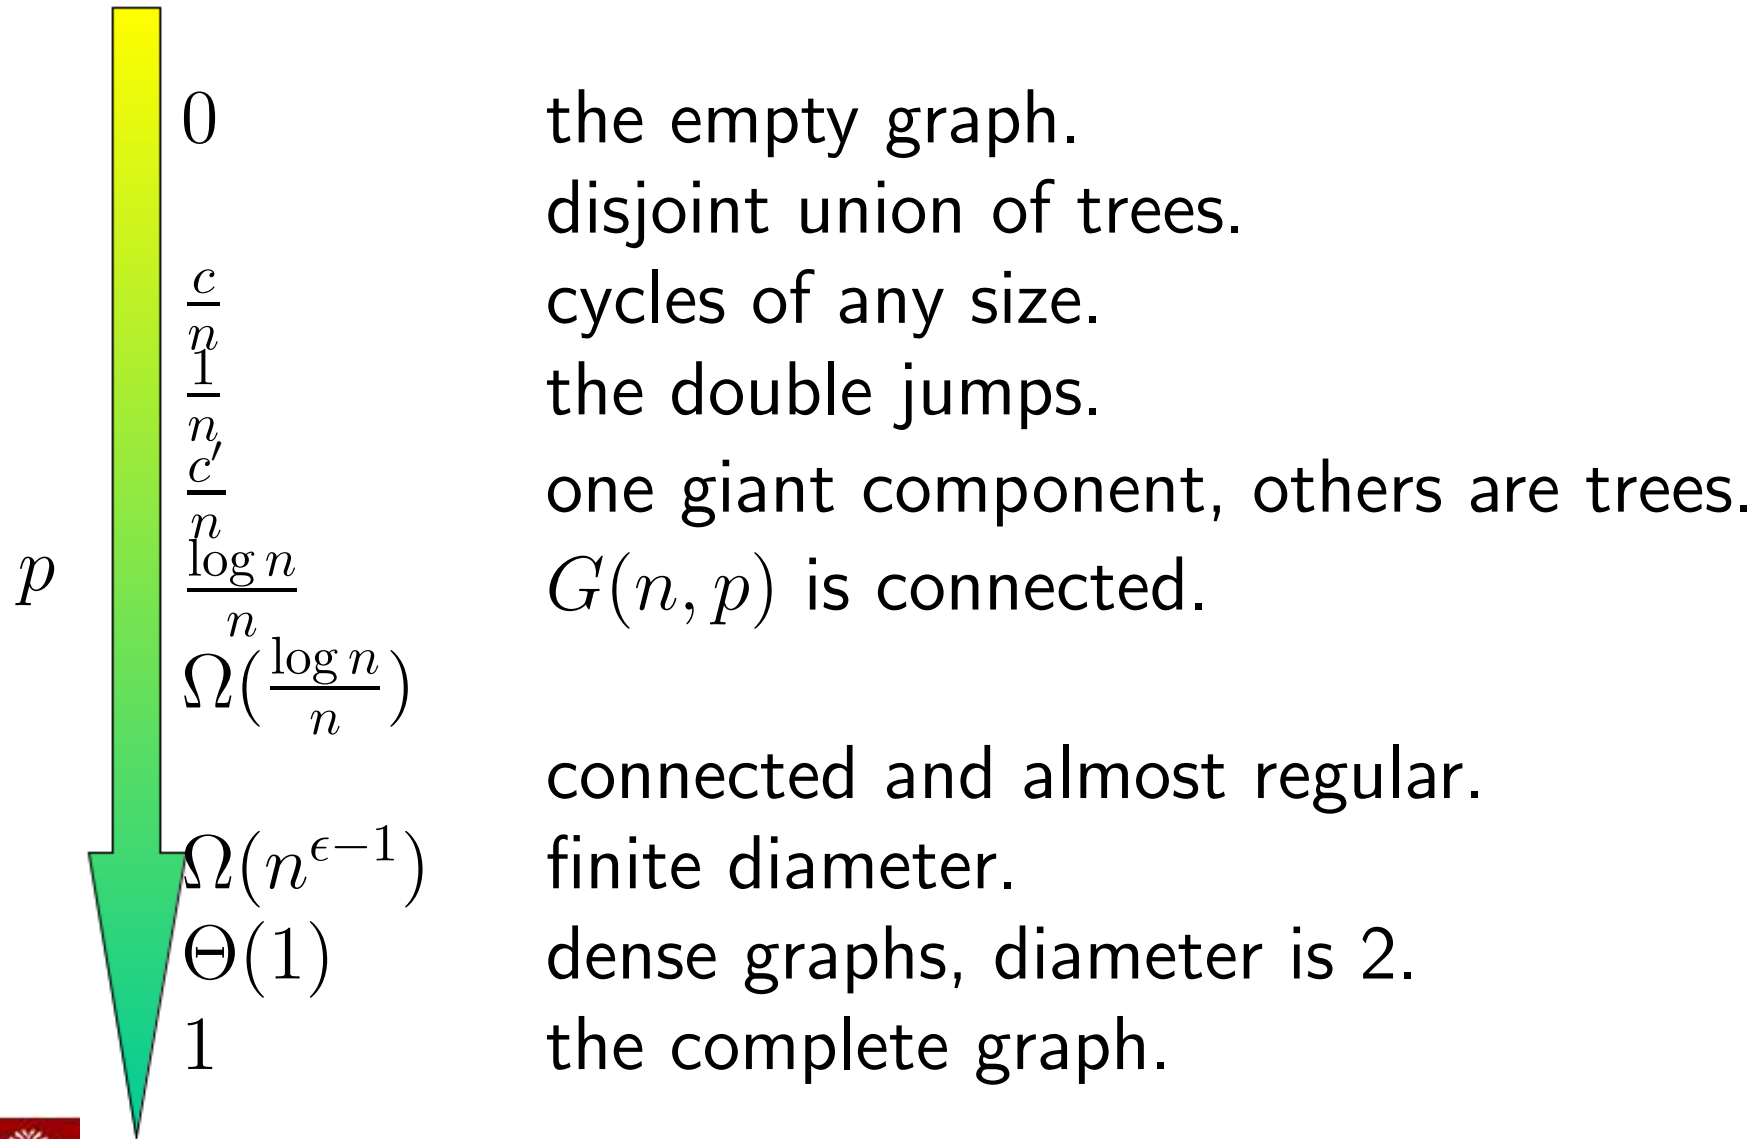 0 the empty graph.
disjoint union of trees.
c/n cycles of any size.
1/n the double jumps.
c′/n one giant component, others are trees.
p log n/n G(n, p) is connected.
Ω(log n/n)
connected and almost regular.
Ω(n^{ϵ−1}) finite diameter.
Θ(1) dense graphs, diameter is 2.
1 the complete graph.